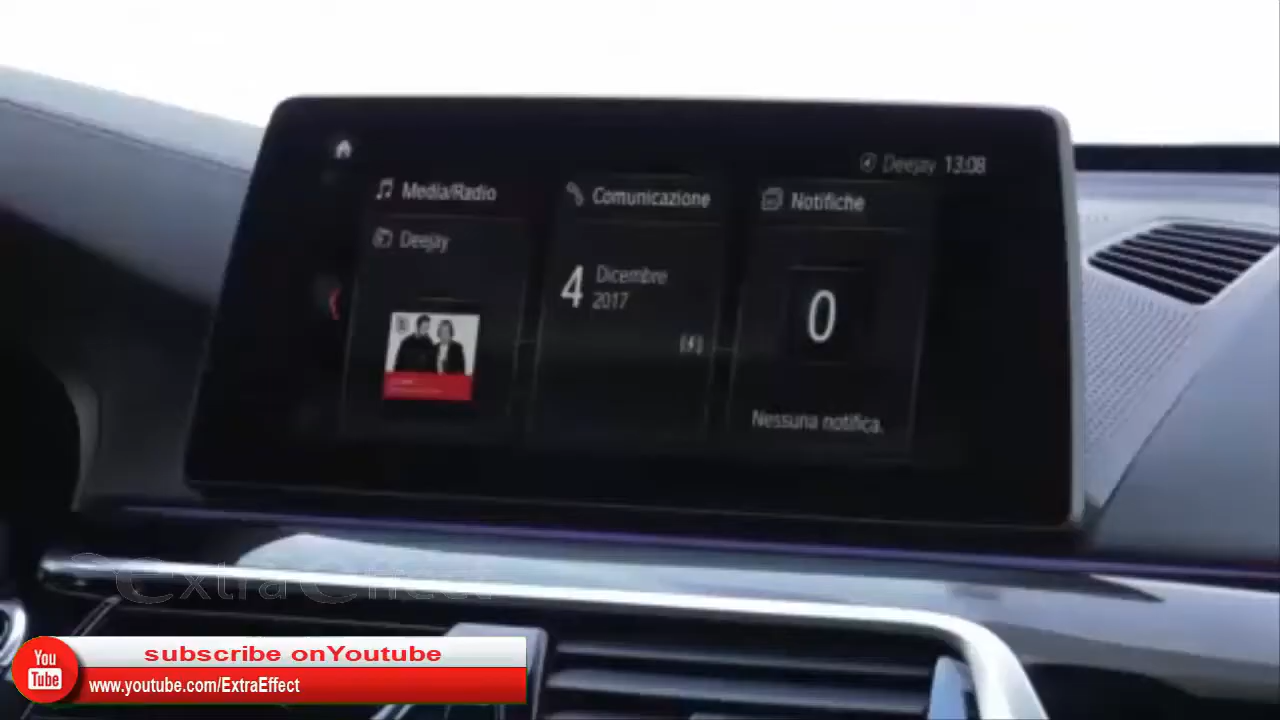 Deejay 13:08
Media/Radio
Comunicazione
Notifiche
Deejay
4 Dicembre
2017
0
Nessuna notifica.
ExtraEffect
You
Tube
subscribe onYoutube
www.youtube.com/ExtraEffect